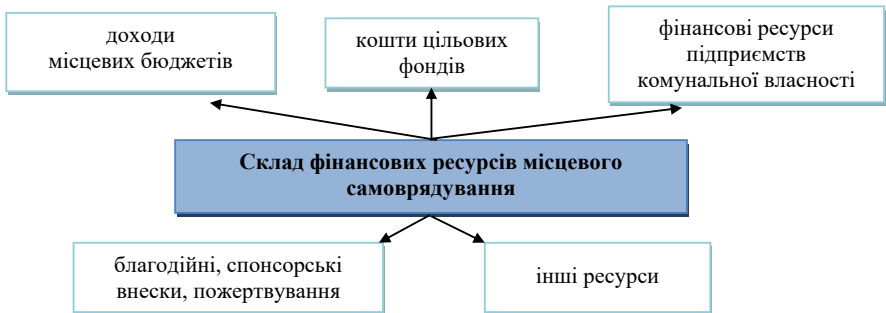 доходи
місцевих бюджетів
кошти цільових
фондів
фінансові ресурси
підприємств
комунальної власності
Склад фінансових ресурсів місцевого
самоврядування
благодійні, спонсорські
внески, пожертвування
інші ресурси